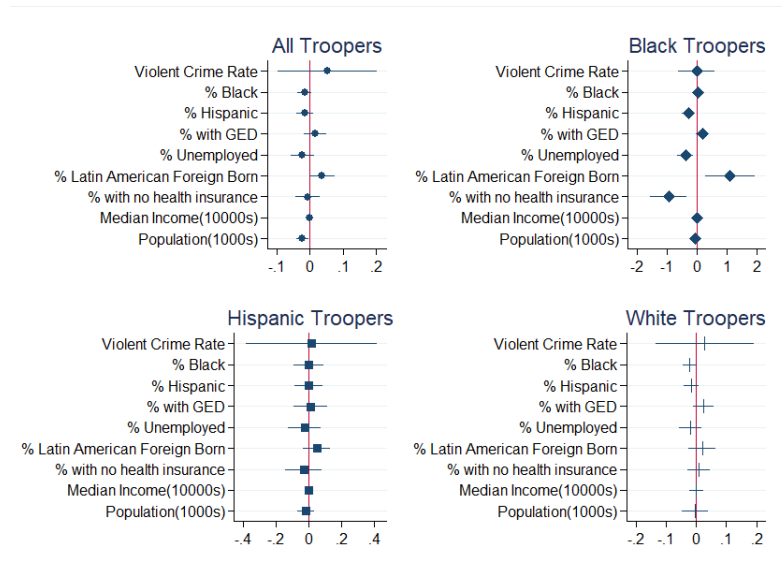 All Troopers
Violent Crime Rate
% Black
% Hispanic
% with GED
% Unemployed
% Latin American Foreign Born
% with no health insurance
Median Income(10000s)
Population(1000s)
-.1 0 .1 .2
Black Troopers
Violent Crime Rate
% Black
% Hispanic
% with GED
% Unemployed
% Latin American Foreign Born
% with no health insurance
Median Income(10000s)
Population(1000s)
-2 -1 0 1 2
Hispanic Troopers
Violent Crime Rate
% Black
% Hispanic
% with GED
% Unemployed
% Latin American Foreign Born
% with no health insurance
Median Income(10000s)
Population(1000s)
-.4 -.2 0 .2 .4
White Troopers
Violent Crime Rate
% Black
% Hispanic
% with GED
% Unemployed
% Latin American Foreign Born
% with no health insurance
Median Income(10000s)
Population(1000s)
-.2 -.1 0 .1 .2